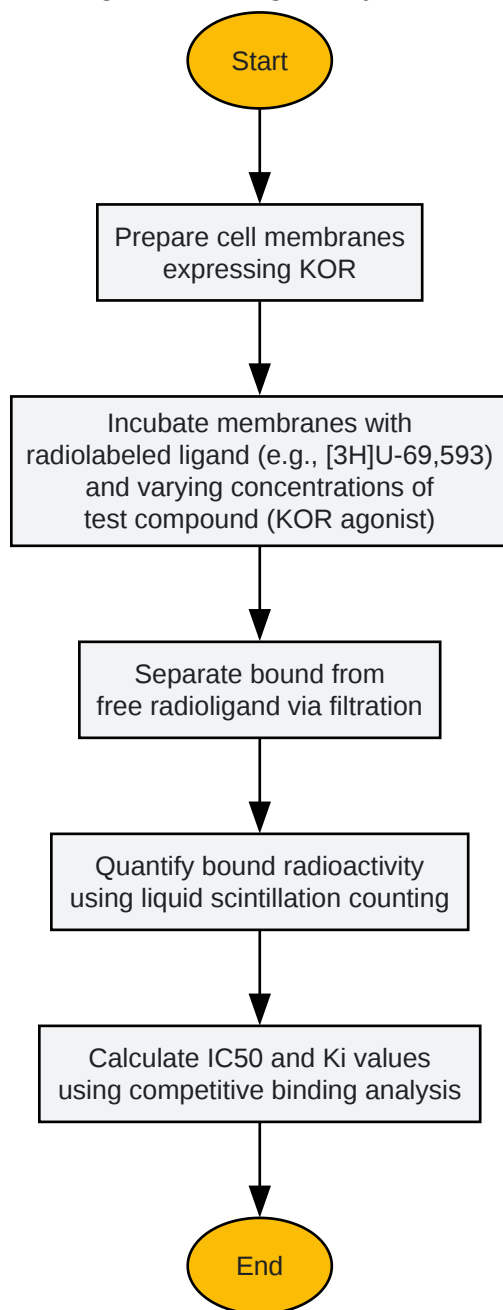 Start
Prepare cell membranes
expressing KOR
Incubate membranes with
radiolabeled ligand (e.g., [3H]U-69,593)
and varying concentrations of
test compound (KOR agonist)
Separate bound from
free radioligand via filtration
Quantify bound radioactivity
using liquid scintillation counting
Calculate IC50 and Ki values
using competitive binding analysis
End